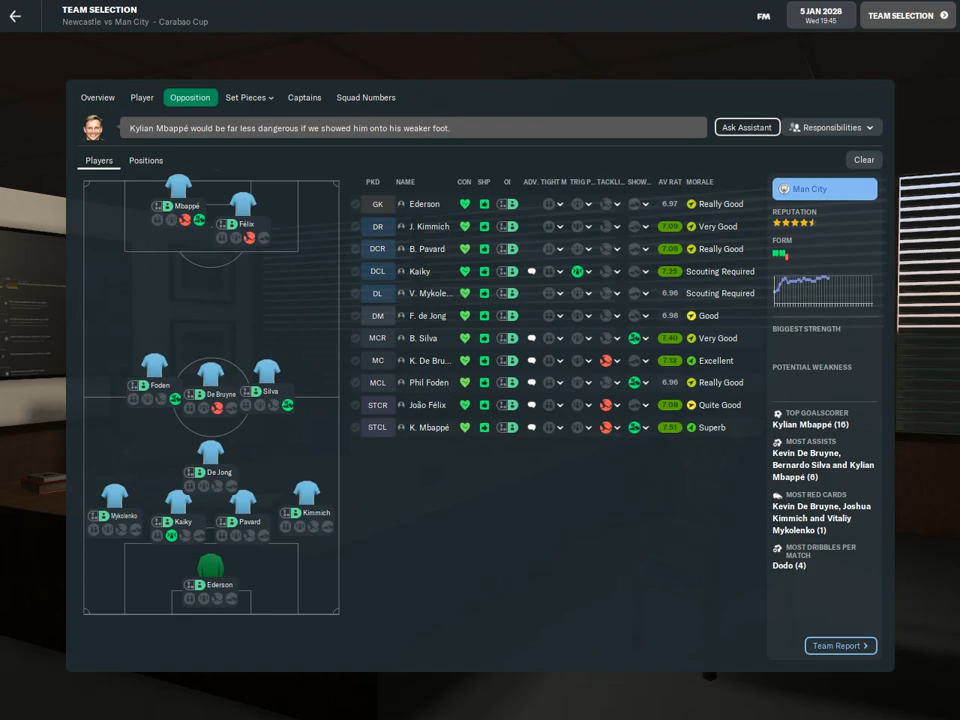 TEAM SELECTION
Newcastle vs Man City - Carabao Cup
FM
5 JAN 2028
Wed 19:45
TEAM SELECTION
Overview
Player
Opposition
Set Pieces
Captains
Squad Numbers
Kylian Mbappé would be far less dangerous if we showed him onto his weaker foot.
Ask Assistant
Responsibilities
Players
Positions
Clear
Mbappé
Félix
Foden
De Bruyne
Silva
De Jong
Mykolenko
Kaiky
Pavard
Kimmich
Ederson
PKD NAME CON SHP OI ADV. TIGHT M TRIG P... TACKLI... SHOW... AV RAT MORALE
GK Ederson 6.97 Really Good
DR J. Kimmich 7.09 Very Good
DCR B. Pavard 7.06 Really Good
DCL Kaiky 7.25 Scouting Required
DL V. Mykole... 6.96 Scouting Required
DM F. de Jong 6.98 Good
MCR B. Silva 7.40 Very Good
MC K. De Bru... 7.13 Excellent
MCL Phil Foden 6.96 Really Good
STCR João Félix 7.08 Quite Good
STCL K. Mbappé 7.51 Superb
Man City
REPUTATION
FORM
BIGGEST STRENGTH
POTENTIAL WEAKNESS
TOP GOALSCORER
Kylian Mbappé (16)
MOST ASSISTS
Kevin De Bruyne,
Bernardo Silva and Kylian
Mbappé (6)
MOST RED CARDS
Kevin De Bruyne, Joshua
Kimmich and Vitaliy
Mykolenko (1)
MOST DRIBBLES PER
MATCH
Dodo (4)
Team Report